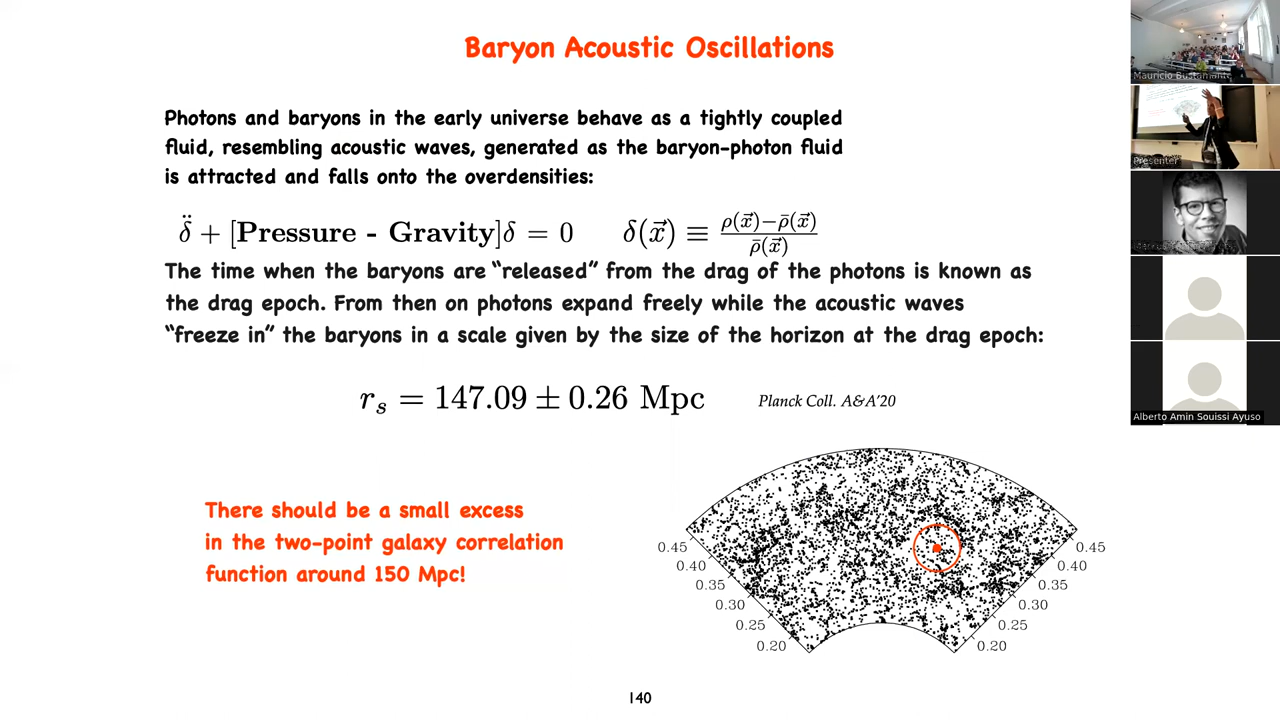 Baryon Acoustic Oscillations
Photons and baryons in the early universe behave as a tightly coupled
fluid, resembling acoustic waves, generated as the baryon-photon fluid
is attracted and falls onto the overdensities:
δ̈ + [Pressure - Gravity]δ = 0    δ(x⃗) ≡ (ρ(x⃗)−ρ̄(x⃗))/ρ̄(x⃗)
The time when the baryons are “released” from the drag of the photons is known as
the drag epoch. From then on photons expand freely while the acoustic waves
“freeze in” the baryons in a scale given by the size of the horizon at the drag epoch:
rₛ = 147.09 ± 0.26 Mpc    Planck Coll. A&A'20
There should be a small excess
in the two-point galaxy correlation
function around 150 Mpc!
0.45
0.40
0.35
0.30
0.25
0.20
0.45
0.40
0.35
0.30
0.25
0.20
140
Mauricio Bustamante
Presenter
Alberto Amin Souissi Ayuso